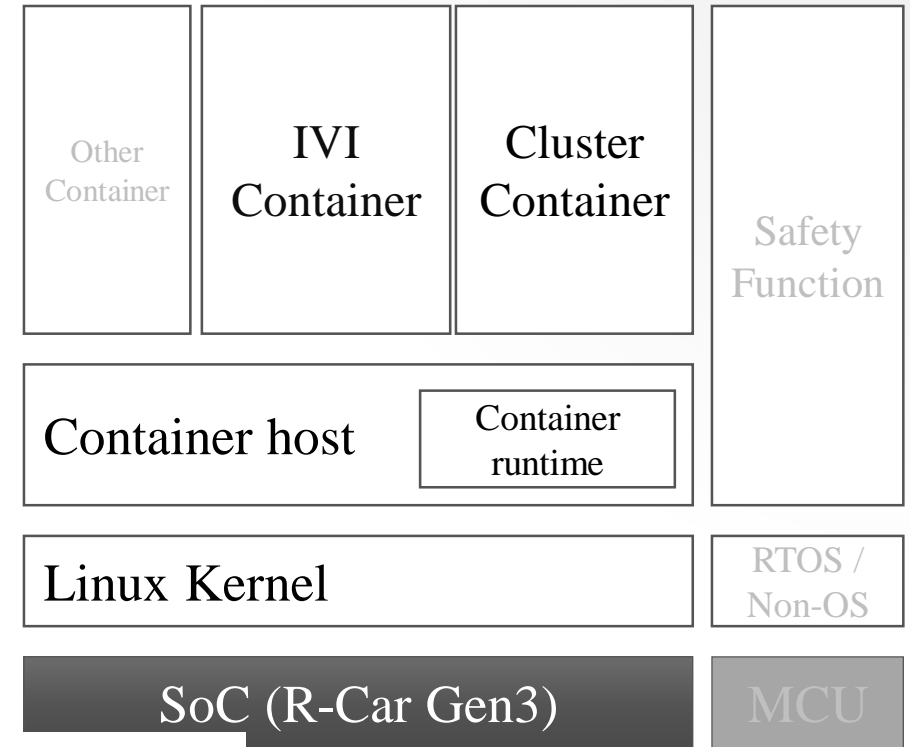 Other
Container
IVI
Container
Cluster
Container
Safety
Function
Container host
Container
runtime
Linux Kernel
RTOS /
Non-OS
SoC (R-Car Gen3)
MCU